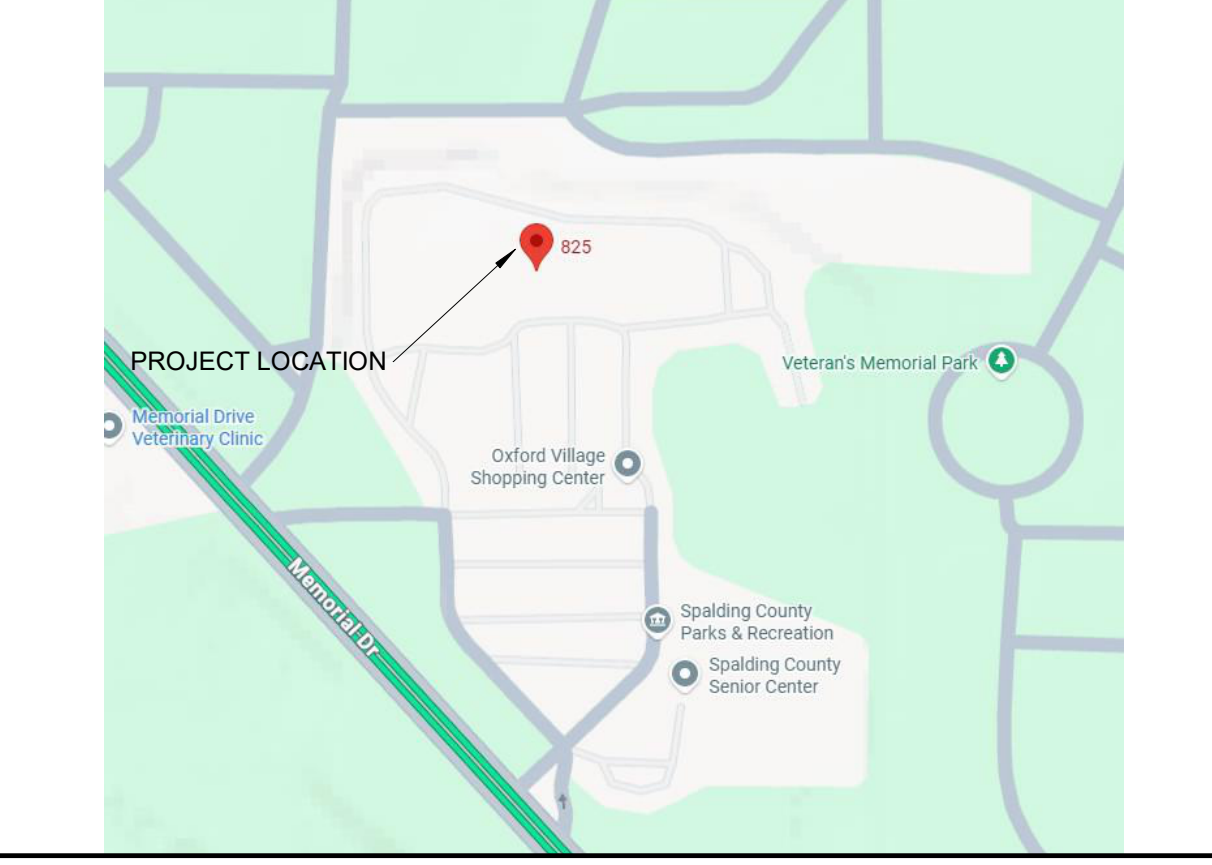 825
PROJECT LOCATION
Veteran's Memorial Park
Memorial Drive
Veterinary Clinic
Oxford Village
Shopping Center
Memorial Dr
Spalding County
Parks & Recreation
Spalding County
Senior Center